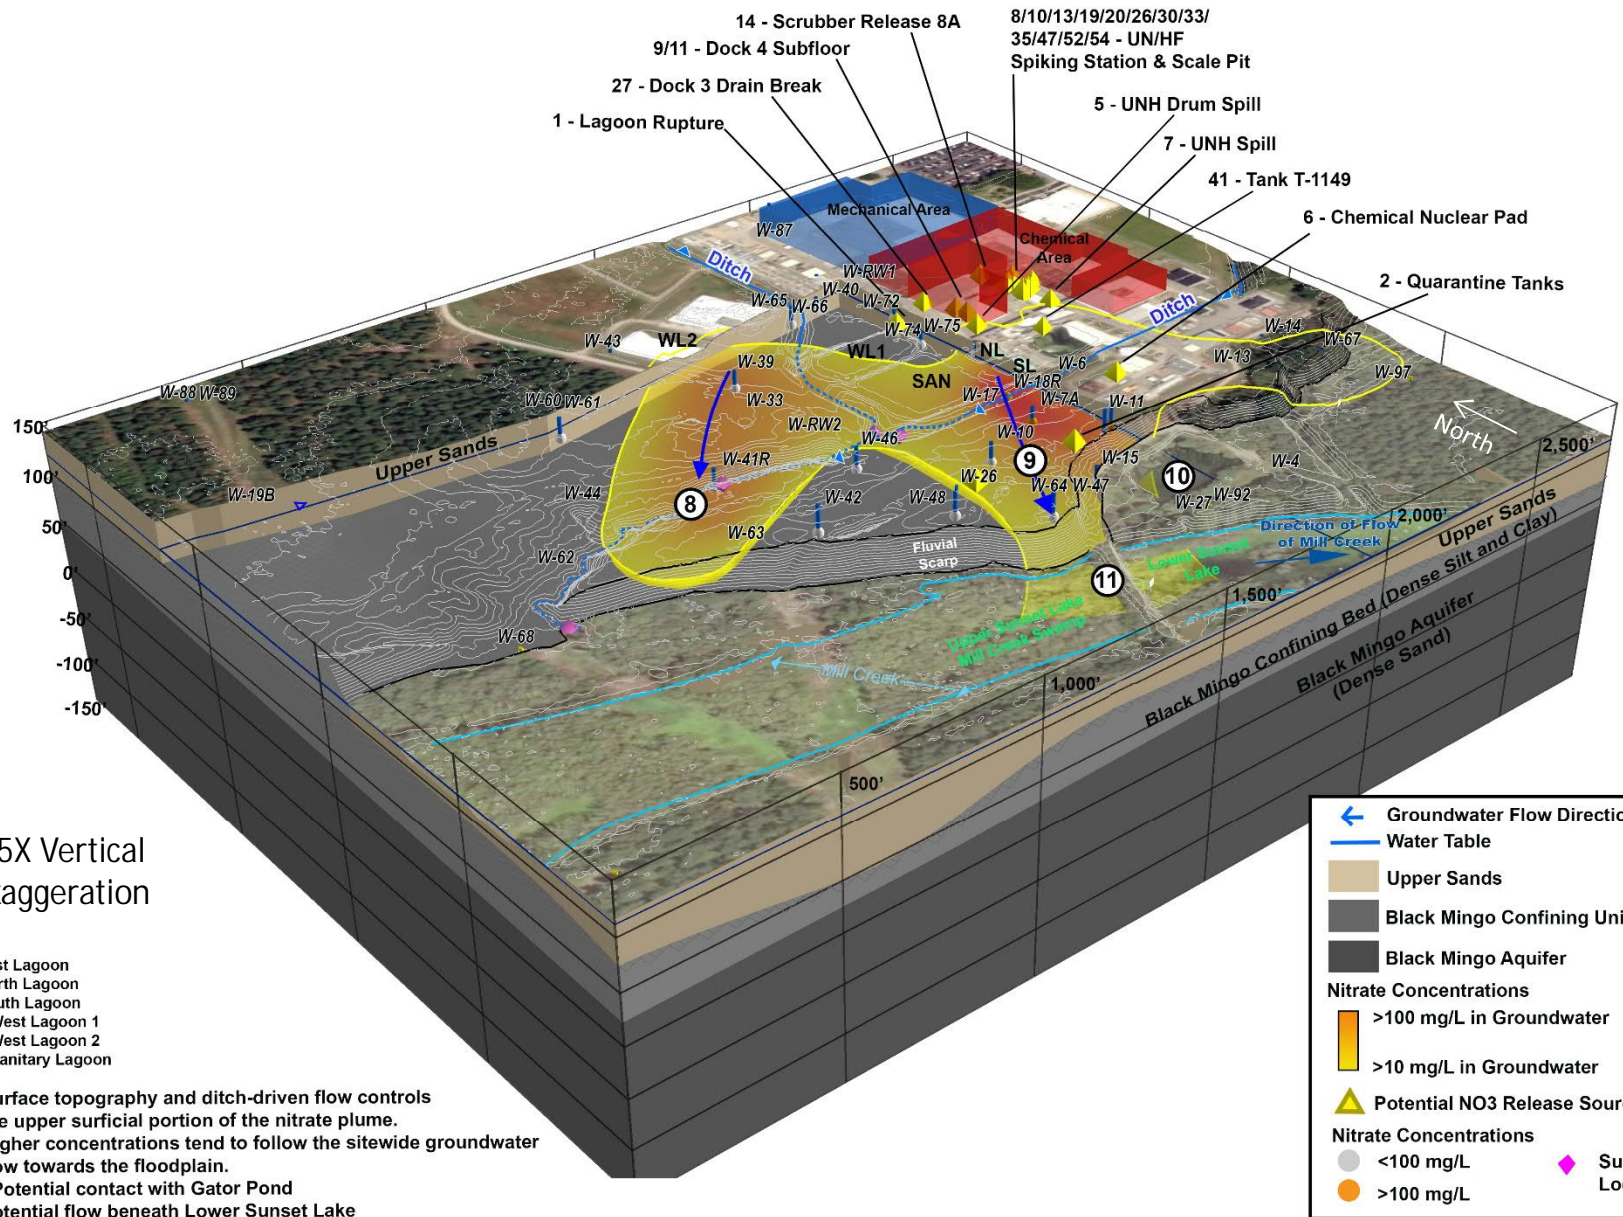 14 - Scrubber Release 8A
9/11 - Dock 4 Subfloor
27 - Dock 3 Drain Break
1 - Lagoon Rupture
8/10/13/19/20/26/30/33/
35/47/52/54 - UN/HF
Spiking Station & Scale Pit
5 - UNH Drum Spill
7 - UNH Spill
41 - Tank T-1149
6 - Chemical Nuclear Pad
2 - Quarantine Tanks
Mechanical Area
Chemical
Area
W-87
Ditch
W-RW1
W-40
W-72
W-65
W-66
W-74
W-75
Ditch
W-14
W-67
W-13
W-97
W-43
WL2
WL1
NL
SL
W-6
SAN
W-39
W-33
W-17
W-18R
W-7A
W-11
W-88
W-89
W-60
W-61
W-RW2
W-46
W-10
North
2,500'
150'
Upper Sands
100'
W-19B
W-41R
W-44
8
W-42
W-48
W-26
9
W-64
W-47
W-15
10
W-4
W-27
W-92
50'
W-63
W-62
Fluvial
Scarp
Direction of Flow
of Mill Creek
2,000'
Upper Sands
0'
11
Lower Sunset
Lake
1,500'
-50'
W-68
Upper Sunset Lake
Mill Creek Swamp
Mill Creek
-100'
-150'
1,000'
500'
Black Mingo Confining Bed (Dense Silt and Clay)
Black Mingo Aquifer
(Dense Sand)
5X Vertical
aggeration
st Lagoon
rth Lagoon
uth Lagoon
West Lagoon 1
West Lagoon 2
anitary Lagoon
urface topography and ditch-driven flow controls
e upper surficial portion of the nitrate plume.
gher concentrations tend to follow the sitewide groundwater
ow towards the floodplain.
Potential contact with Gator Pond
otential flow beneath Lower Sunset Lake
Groundwater Flow Directio
Water Table
Upper Sands
Black Mingo Confining Uni
Black Mingo Aquifer
Nitrate Concentrations
>100 mg/L in Groundwater
>10 mg/L in Groundwater
Potential NO3 Release Sour
Nitrate Concentrations
<100 mg/L
>100 mg/L
Su
Lo